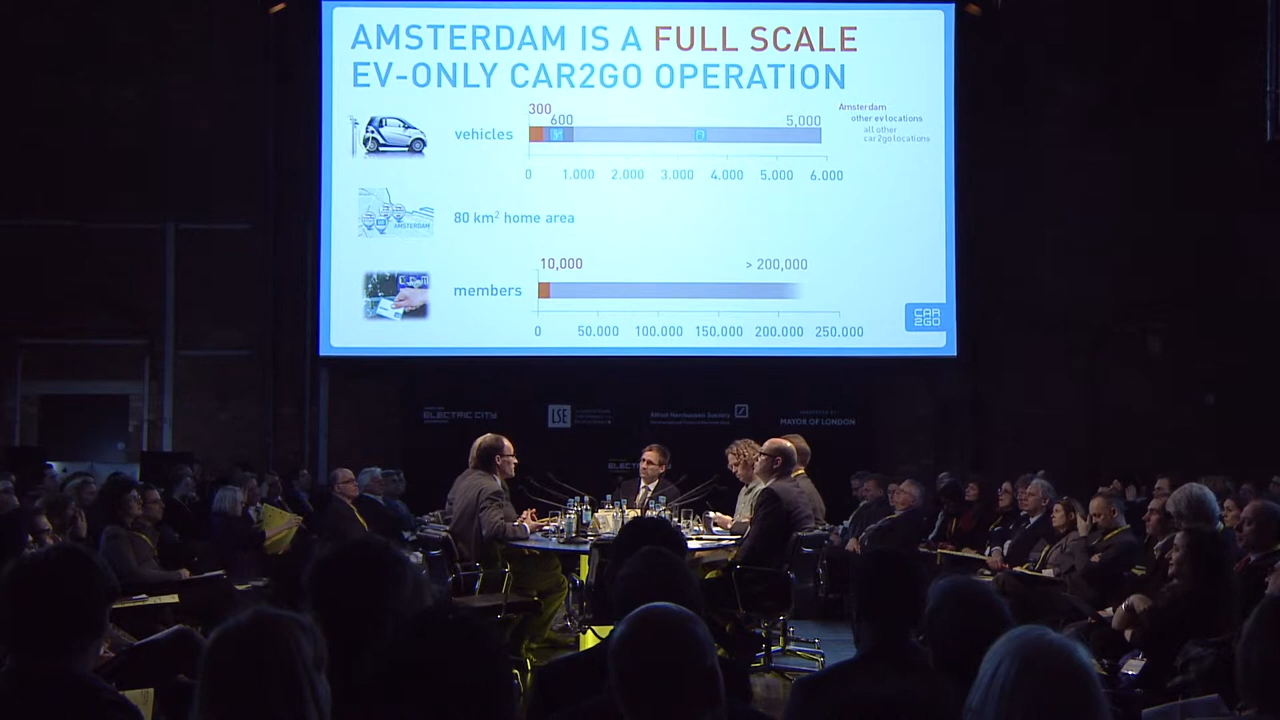 AMSTERDAM IS A FULL SCALE
EV-ONLY CAR2GO OPERATION
300
600
5,000
Amsterdam
other ev locations
all other
car2go locations
vehicles
0 1.000 2.000 3.000 4.000 5.000 6.000
AMSTERDAM
80 km² home area
10,000
> 200,000
members
0 50.000 100.000 150.000 200.000 250.000
CAR
2GO
ELECTRIC CITY
LSE
Alfred Herrhausen Society
MAYOR OF LONDON